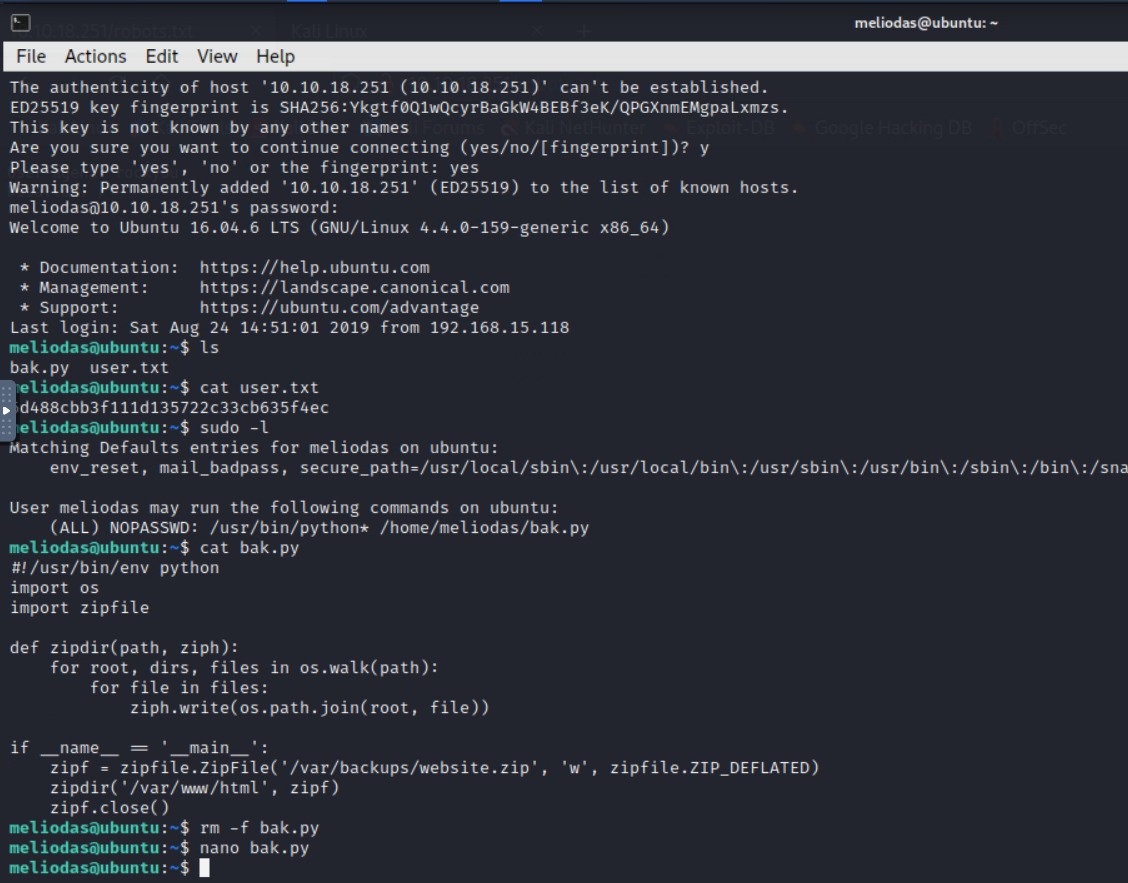 meliodas@ubuntu: ~
File Actions Edit View Help
The authenticity of host '10.10.18.251 (10.10.18.251)' can't be established.
ED25519 key fingerprint is SHA256:Ykgtf0Q1wQcyrBaGkW4BEBf3eK/QPGXnmEMgpaLxmzs.
This key is not known by any other names
Are you sure you want to continue connecting (yes/no/[fingerprint])? y
Please type 'yes', 'no' or the fingerprint: yes
Warning: Permanently added '10.10.18.251' (ED25519) to the list of known hosts.
meliodas@10.10.18.251's password:
Welcome to Ubuntu 16.04.6 LTS (GNU/Linux 4.4.0-159-generic x86_64)
* Documentation:  https://help.ubuntu.com
* Management:     https://landscape.canonical.com
* Support:        https://ubuntu.com/advantage
Last login: Sat Aug 24 14:51:01 2019 from 192.168.15.118
meliodas@ubuntu:~$ ls
bak.py  user.txt
meliodas@ubuntu:~$ cat user.txt
d488cbb3f111d135722c33cb635f4ec
eliodas@ubuntu:~$ sudo -l
Matching Defaults entries for meliodas on ubuntu:
    env_reset, mail_badpass, secure_path=/usr/local/sbin\:/usr/local/bin\:/usr/sbin\:/usr/bin\:/sbin\:/bin\:/sna
User meliodas may run the following commands on ubuntu:
    (ALL) NOPASSWD: /usr/bin/python* /home/meliodas/bak.py
meliodas@ubuntu:~$ cat bak.py
#!/usr/bin/env python
import os
import zipfile
def zipdir(path, ziph):
    for root, dirs, files in os.walk(path):
        for file in files:
            ziph.write(os.path.join(root, file))
if __name__ == '__main__':
    zipf = zipfile.ZipFile('/var/backups/website.zip', 'w', zipfile.ZIP_DEFLATED)
    zipdir('/var/www/html', zipf)
    zipf.close()
meliodas@ubuntu:~$ rm -f bak.py
meliodas@ubuntu:~$ nano bak.py
meliodas@ubuntu:~$